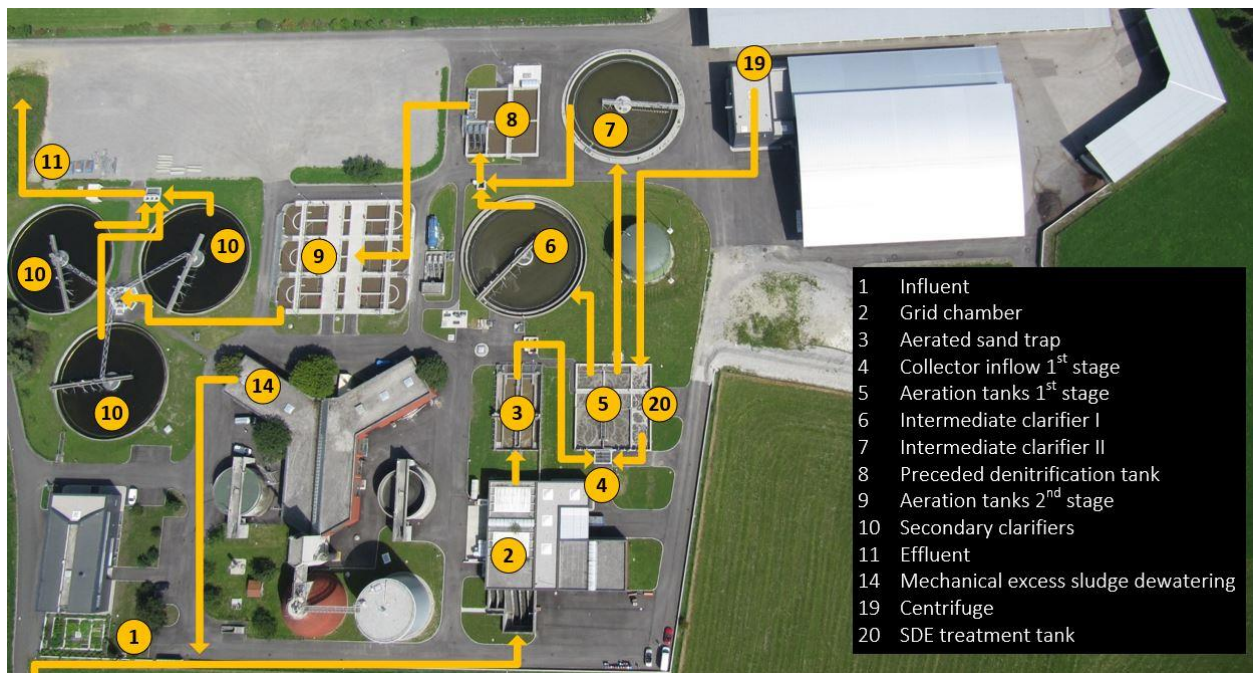 19
8
7
11
10
6
10
9
14
3
5
20
10
4
2
1
1 Influent
2 Grid chamber
3 Aerated sand trap
4 Collector inflow 1st stage
5 Aeration tanks 1st stage
6 Intermediate clarifier I
7 Intermediate clarifier II
8 Preceded denitrification tank
9 Aeration tanks 2nd stage
10 Secondary clarifiers
11 Effluent
14 Mechanical excess sludge dewatering
19 Centrifuge
20 SDE treatment tank